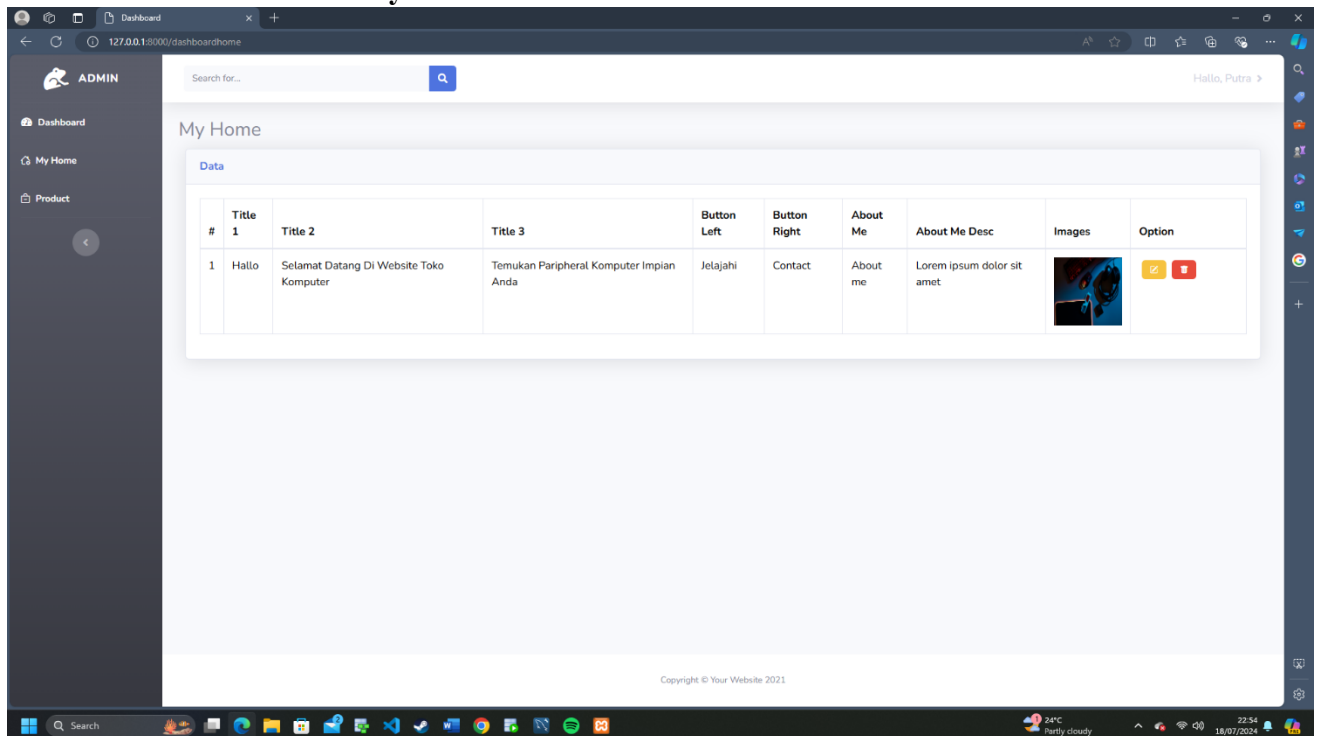 Dashboard
127.0.0.1:8000/dashboardhome
ADMIN
Search for...
Hallo, Putra
Dashboard
My Home
Product
My Home
Data
# Title 1 Title 2 Title 3 Button Left Button Right About Me About Me Desc Images Option
1 Hallo Selamat Datang Di Website Toko Komputer Temukan Paripheral Komputer Impian Anda Jelajahi Contact About me Lorem ipsum dolor sit amet
Copyright © Your Website 2021
Search
24°C
Partly cloudy
22:54
18/07/2024